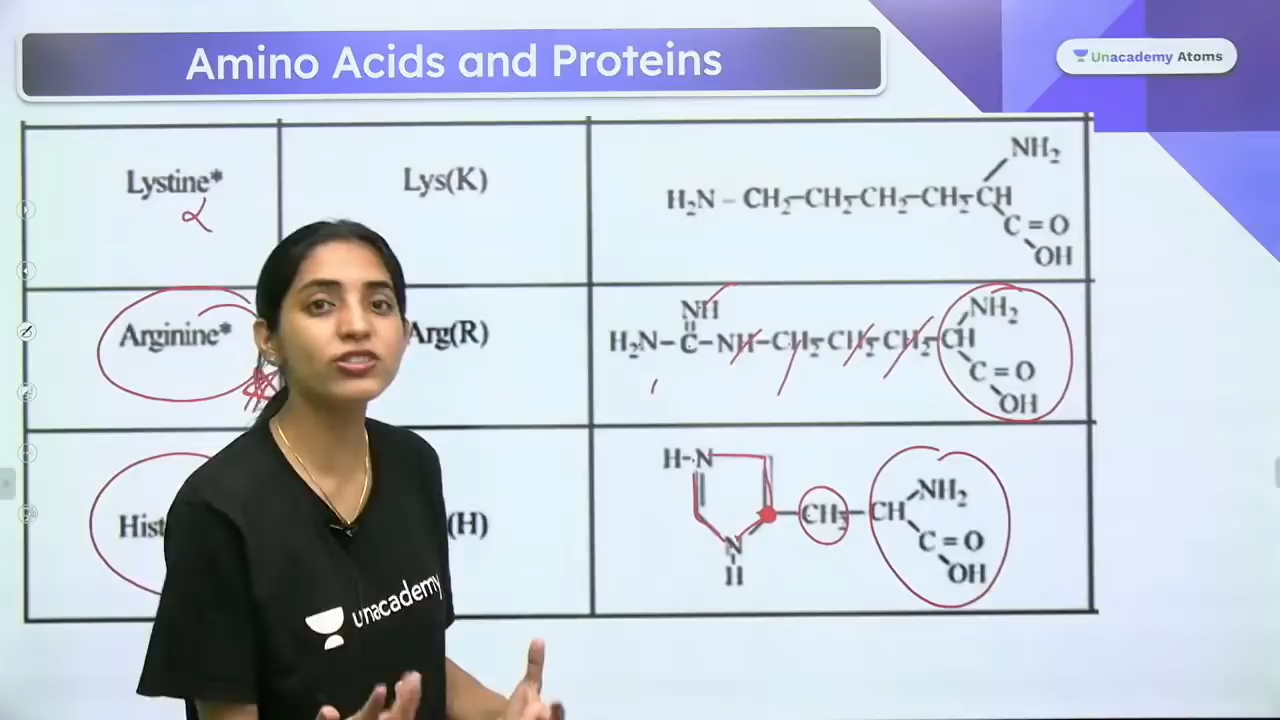 Amino Acids and Proteins
Unacademy Atoms
Lystine*
α
Lys(K)
H₂N – CH₂–CH₂–CH₂–CH₂–CH
NH₂
C = O
OH
Arginine*
Arg(R)
NH
H₂N–C–NH–CH₂–CH₂–CH₂–CH
NH₂
C = O
OH
Hist
(H)
H–N
N
H
CH₂–CH
NH₂
C = O
OH
unacademy